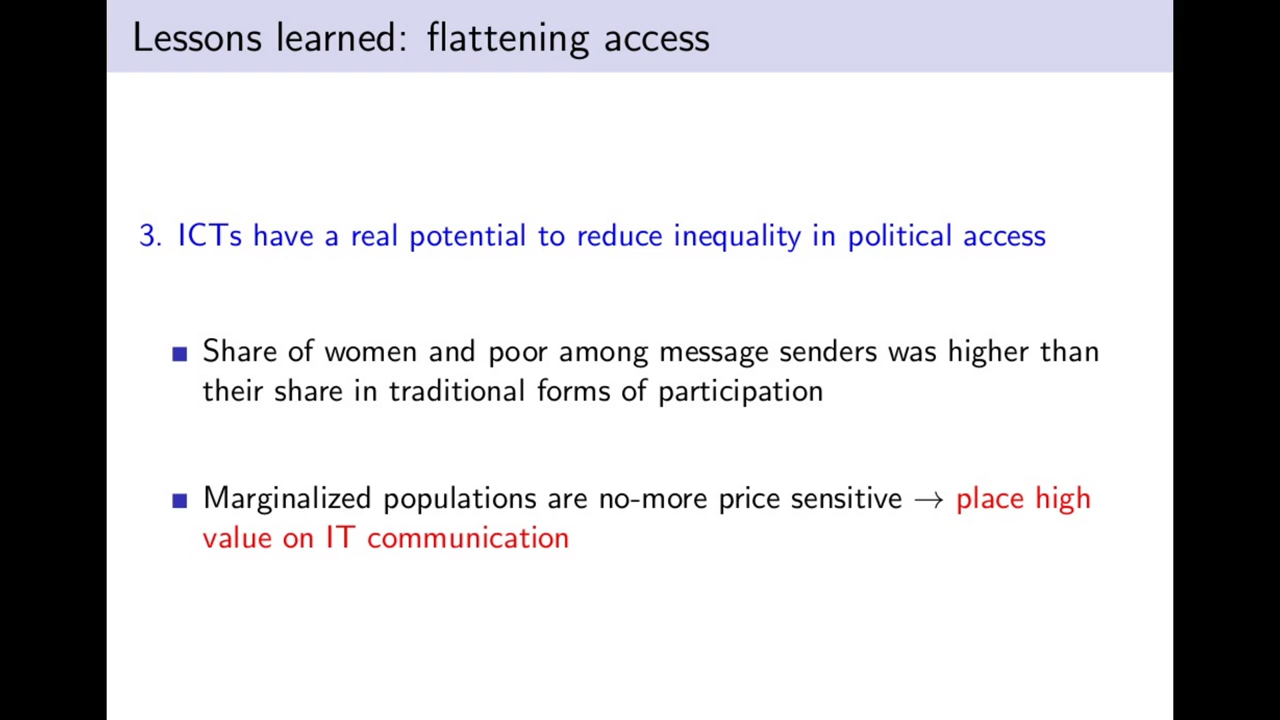 Lessons learned: flattening access
3. ICTs have a real potential to reduce inequality in political access
Share of women and poor among message senders was higher than
their share in traditional forms of participation
Marginalized populations are no-more price sensitive → place high
value on IT communication